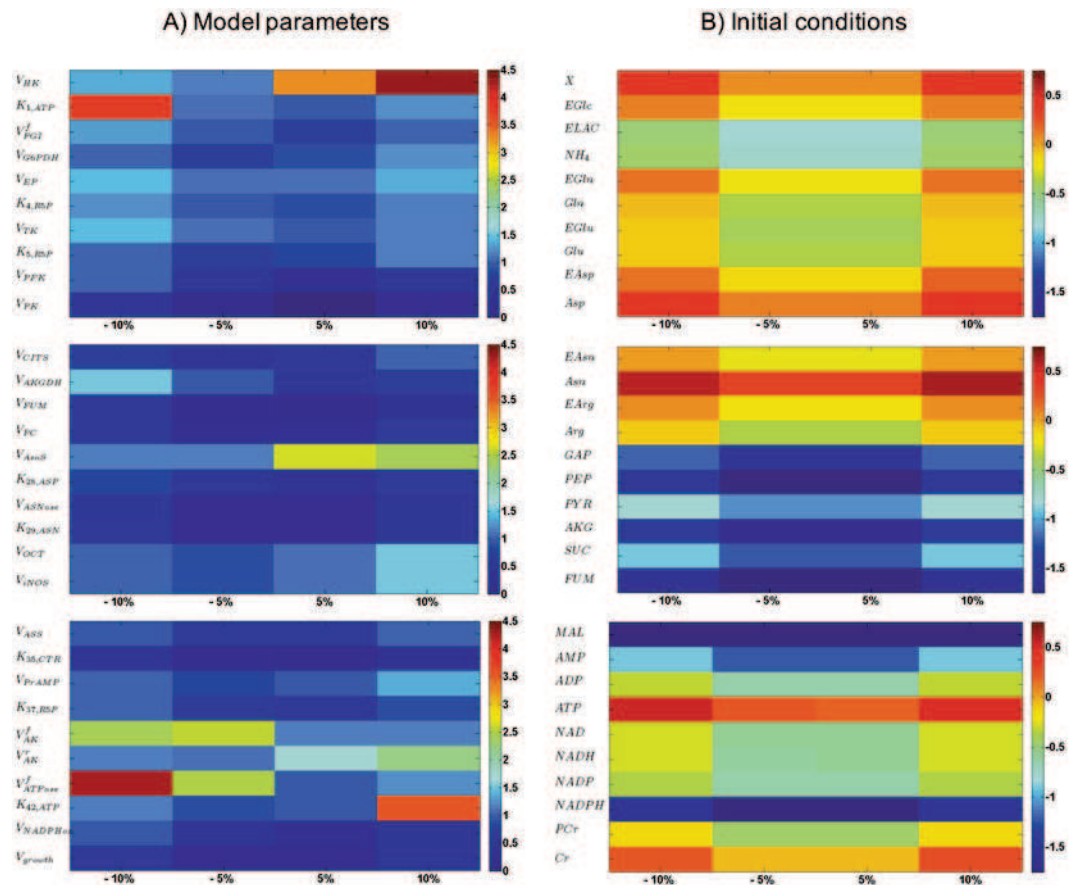 A) Model parameters
B) Initial conditions
V_HK
K_1,ATP
V^f_PGI
V_G6PDH
V_EP
K_4,R5P
V_TK
K_5,R5P
V_PFK
V_PK
- 10% - 5% 5% 10%
4.5
4
3.5
3
2.5
2
1.5
1
0.5
0
X
EGlc
ELAC
NH_4
EGln
Gln
EGlu
Glu
EAsp
Asp
- 10% - 5% 5% 10%
0.5
0
-0.5
-1
-1.5
V_CITS
V_AKGDH
V_FUM
V_PC
V_AsnS
K_28,ASP
V_ASNase
K_29,ASN
V_OCT
V_iNOS
- 10% - 5% 5% 10%
4.5
4
3.5
3
2.5
2
1.5
1
0.5
0
EAsn
Asn
EArg
Arg
GAP
PEP
PYR
AKG
SUC
FUM
- 10% - 5% 5% 10%
0.5
0
-0.5
-1
-1.5
V_ASS
K_35,CTR
V_PrAMP
K_37,R5P
V^f_AK
V^r_AK
V^f_ATPase
K_42,ATP
V_growth
- 10% - 5% 5% 10%
4.5
4
3.5
3
2.5
2
1.5
1
0.5
0
MAL
AMP
ADP
ATP
NAD
NADH
NADP
NADPH
PCr
Cr
- 10% - 5% 5% 10%
0.5
0
-0.5
-1
-1.5